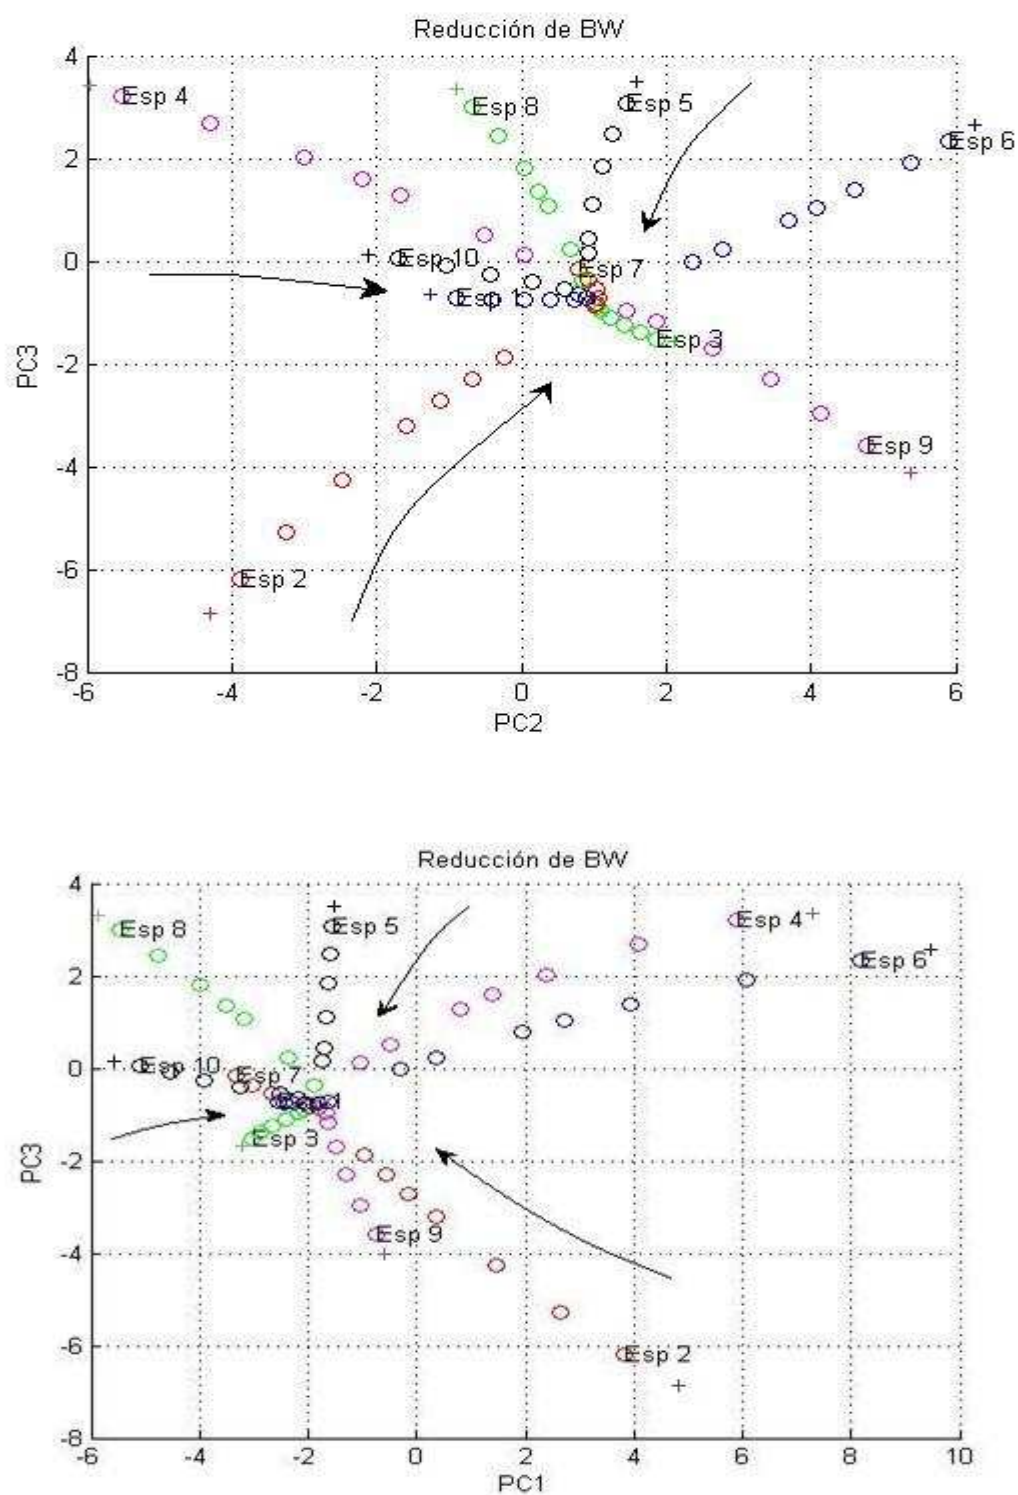 Reducción de BW
4
Esp 4
Esp 8
Esp 5
Esp 6
2
Esp 10
Esp 7
0
Esp 1
Esp 3
-2
PC3
Esp 9
-4
Esp 2
-6
-8
-6 -4 -2 0 2 4 6
PC2
Reducción de BW
4
Esp 8
Esp 5
Esp 4
Esp 6
2
Esp 10
Esp 7
0
Esp 3
-2
PC3
Esp 9
-4
Esp 2
-6
-8
-6 -4 -2 0 2 4 6 8 10
PC1